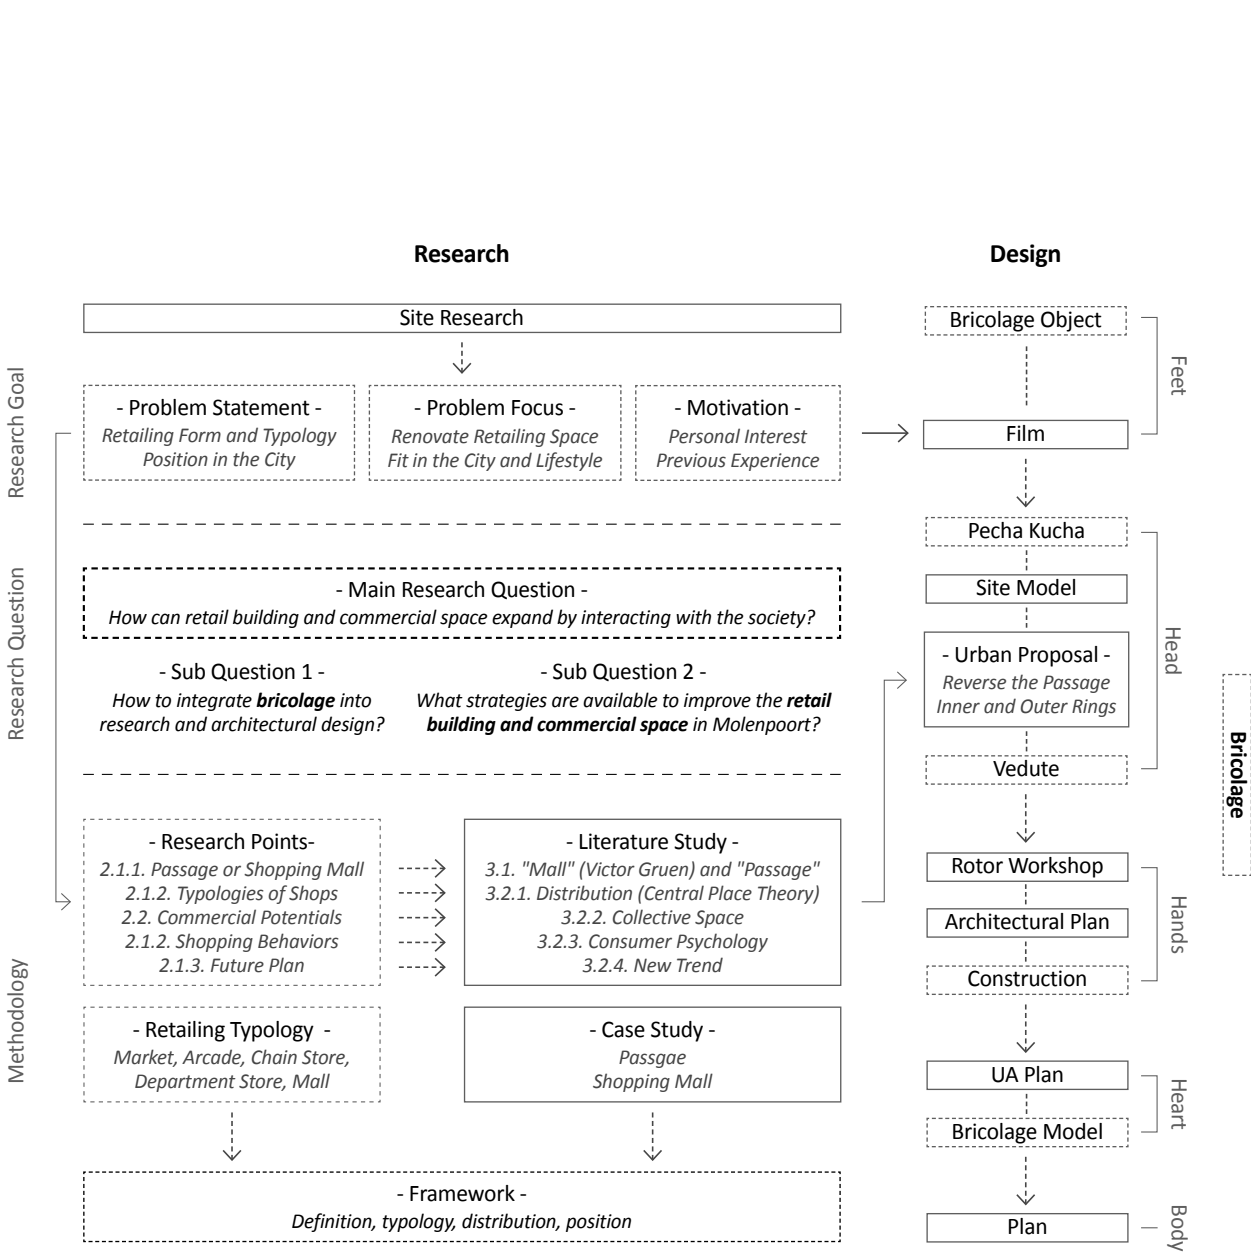 Research
Site Research
Research Goal
- Problem Statement -
Retailing Form and Typology
Position in the City
- Problem Focus -
Renovate Retailing Space
Fit in the City and Lifestyle
- Motivation -
Personal Interest
Previous Experience
Research Question
- Main Research Question -
How can retail building and commercial space expand by interacting with the society?
- Sub Question 1 -
How to integrate bricolage into
research and architectural design?
- Sub Question 2 -
What strategies are available to improve the retail
building and commercial space in Molenpoort?
Methodology
- Research Points-
2.1.1. Passage or Shopping Mall
2.1.2. Typologies of Shops
2.2. Commercial Potentials
2.1.2. Shopping Behaviors
2.1.3. Future Plan
- Literature Study -
3.1. "Mall" (Victor Gruen) and "Passage"
3.2.1. Distribution (Central Place Theory)
3.2.2. Collective Space
3.2.3. Consumer Psychology
3.2.4. New Trend
- Retailing Typology -
Market, Arcade, Chain Store,
Department Store, Mall
- Case Study -
Passgae
Shopping Mall
- Framework -
Definition, typology, distribution, position
Design
Bricolage Object
Film
Feet
Pecha Kucha
Site Model
- Urban Proposal -
Reverse the Passage
Inner and Outer Rings
Vedute
Head
Rotor Workshop
Architectural Plan
Construction
Hands
UA Plan
Bricolage Model
Heart
Plan
Body
Bricolage